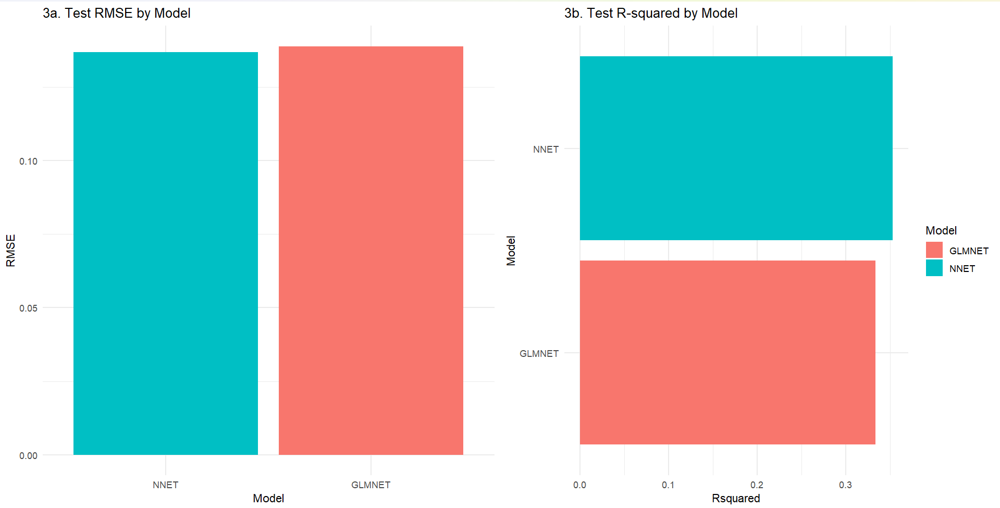 3a. Test RMSE by Model
RMSE
0.10
0.05
0.00
NNET
GLMNET
Model
3b. Test R-squared by Model
Model
NNET
GLMNET
0.0
0.1
0.2
0.3
Rsquared
Model
GLMNET
NNET